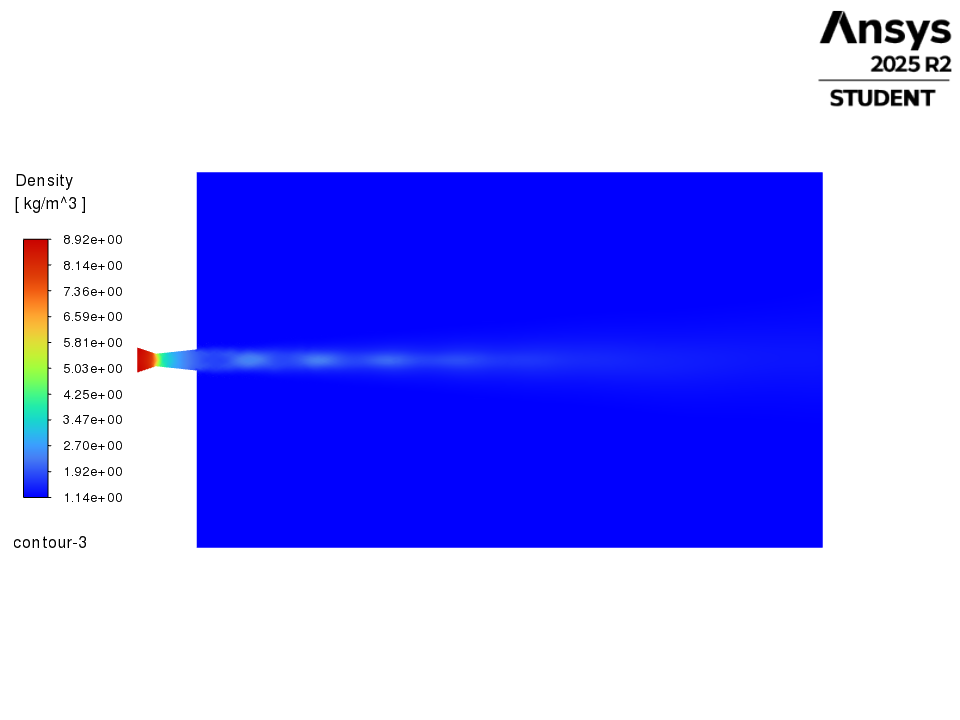 Ansys
2025 R2
STUDENT
Density
[ kg/m^3 ]
8.92e+00
8.14e+00
7.36e+00
6.59e+00
5.81e+00
5.03e+00
4.25e+00
3.47e+00
2.70e+00
1.92e+00
1.14e+00
contour-3